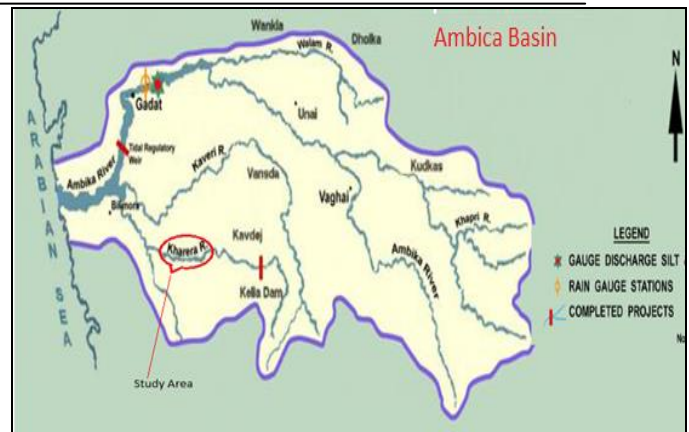 Ambica Basin
Wankla
Dholka
Walam R.
N
Gadat
Unai
ARABIAN SEA
Tidal Regulatory
Weir
Ambika River
Kaveri R.
Vansda
Kudkas
Vaghai
Khapri R.
Kharera R.
Kavdej
Ambika River
Kelia Dam
LEGEND
GAUGE DISCHARGE SILT
RAIN GAUGE STATIONS
COMPLETED PROJECTS
No
Study Area